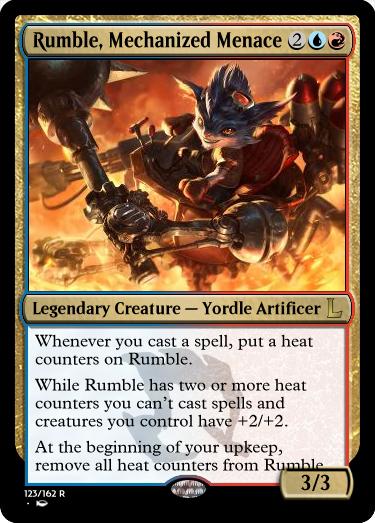 Rumble, Mechanized Menace 2
Legendary Creature — Yordle Artificer L
Whenever you cast a spell, put a heat
counters on Rumble.
While Rumble has two or more heat
counters you can't cast spells and
creatures you control have +2/+2.
At the beginning of your upkeep,
remove all heat counters from Rumble
3/3
123/162 R